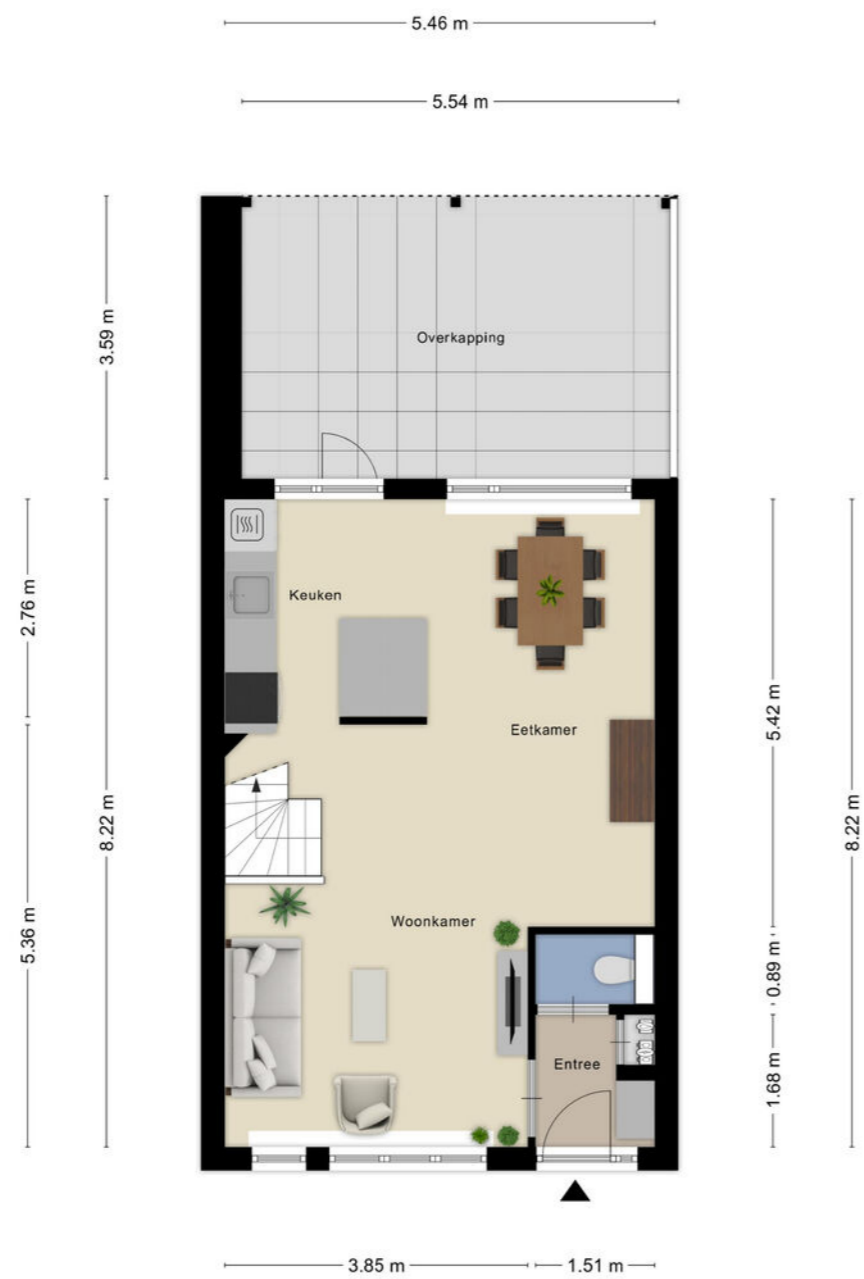 5.46 m
5.54 m
3.59 m
Overkapping
2.76 m
Keuken
5.42 m
Eetkamer
8.22 m
8.22 m
5.36 m
Woonkamer
0.89 m
Entree
1.68 m
3.85 m
1.51 m